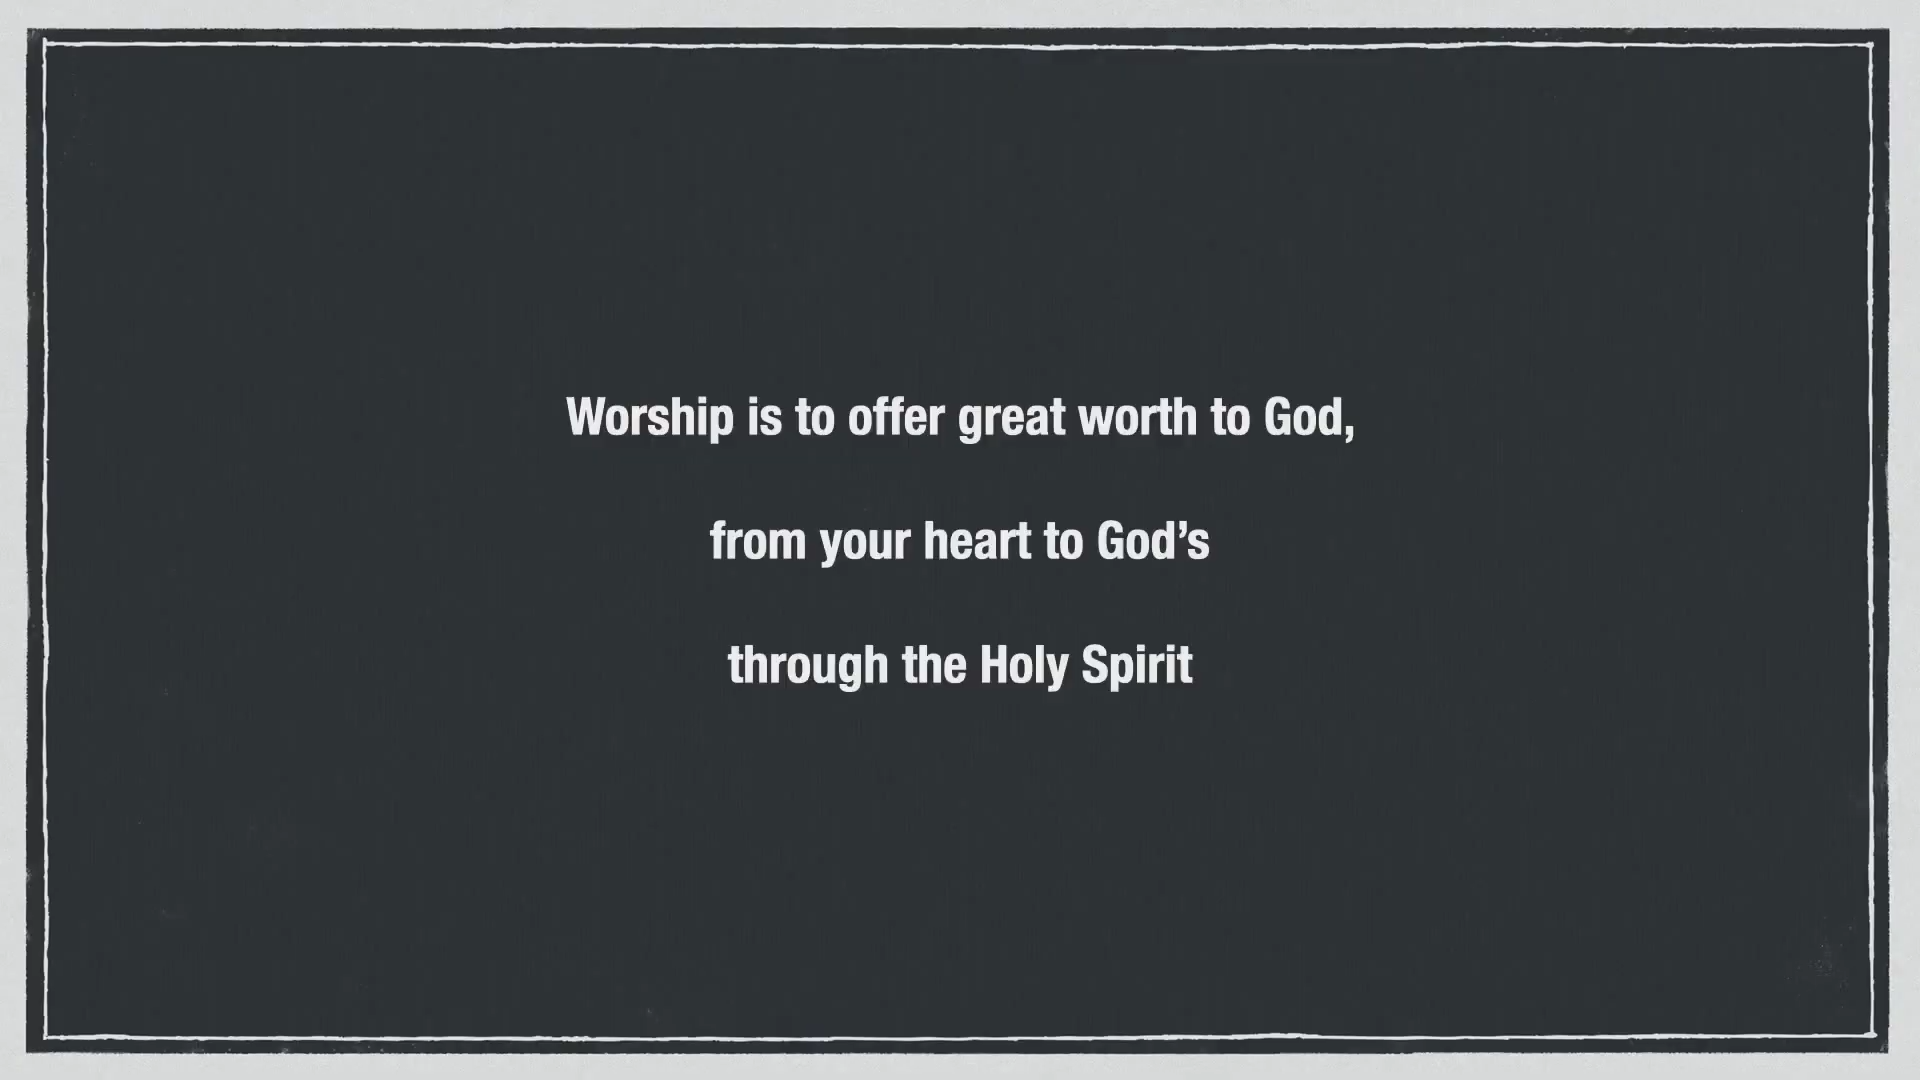 Worship is to offer great worth to God,
from your heart to God’s
through the Holy Spirit